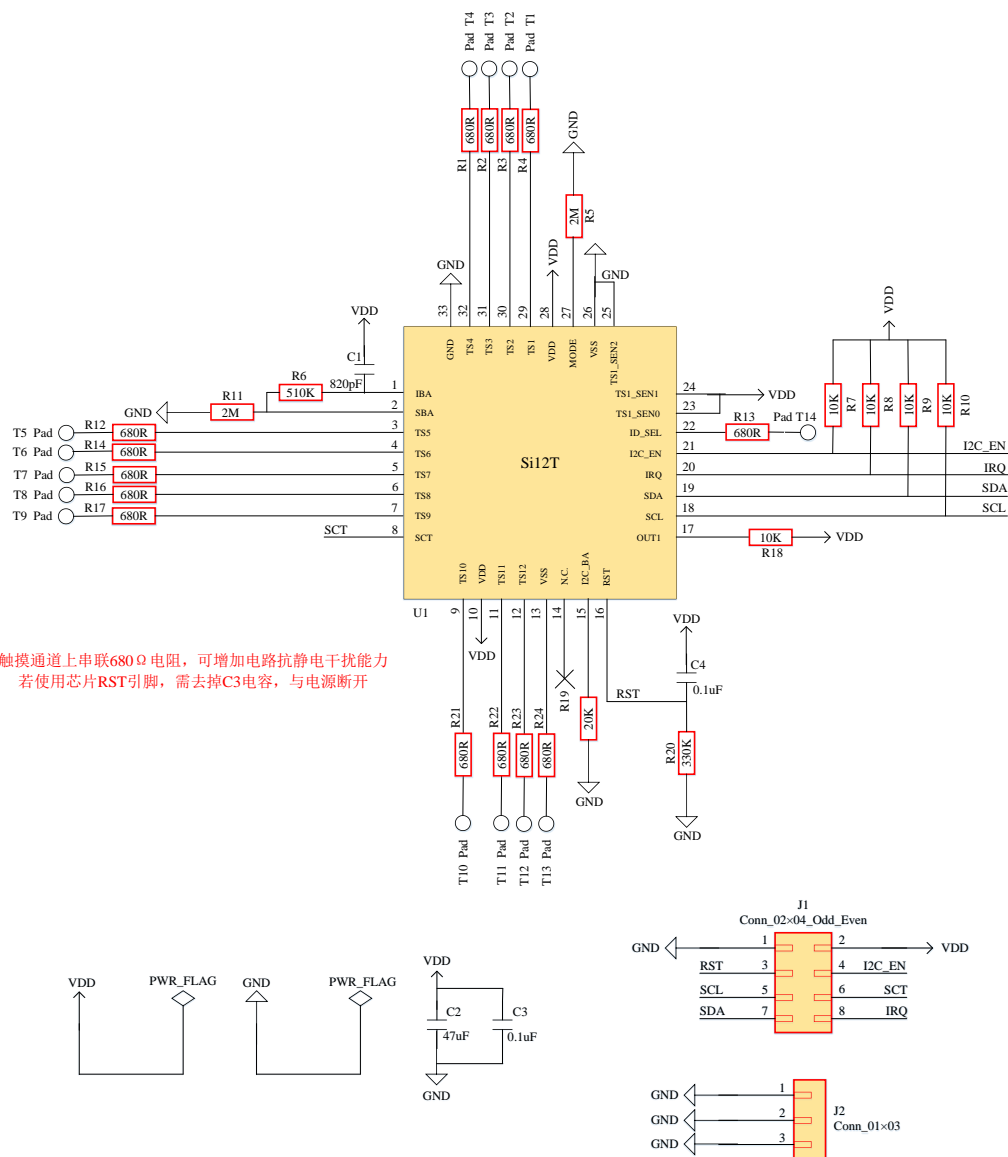 Pad T4
Pad T3
Pad T2
Pad T1
680R
680R
680R
680R
R1
R2
R3
R4
GND
2M
R5
VDD
GND
GND
33
32
31
30
29
28
27
26
25
GND
TS4
TS3
TS2
TS1
VDD
MODE
VSS
TS1_SEN2
VDD
C1
820pF
R6
510K
R11
2M
GND
1
IBA
2
SBA
T5 Pad
R12
680R
3
TS5
T6 Pad
R14
680R
4
TS6
T7 Pad
R15
680R
5
TS7
T8 Pad
R16
680R
6
TS8
T9 Pad
R17
680R
7
TS9
SCT
8
SCT
Si12T
U1
TS1_SEN1
24
VDD
TS1_SEN0
23
ID_SEL
22
R13
680R
Pad T14
I2C_EN
21
I2C_EN
IRQ
20
IRQ
SDA
19
SDA
SCL
18
SCL
OUT1
17
10K
R18
VDD
VDD
10K
R7
10K
R8
10K
R9
10K
R10
TS10
VDD
TS11
TS12
VSS
N.C.
I2C_BA
RST
9
10
11
12
13
14
15
16
VDD
R21
680R
R22
680R
R23
680R
R24
680R
T10 Pad
T11 Pad
T12 Pad
T13 Pad
R19
20K
GND
RST
VDD
C4
0.1uF
R20
330K
GND
触摸通道上串联680Ω电阻，可增加电路抗静电干扰能力
若使用芯片RST引脚，需去掉C3电容，与电源断开
VDD
PWR_FLAG
GND
PWR_FLAG
VDD
C2
47uF
C3
0.1uF
GND
J1
Conn_02×04_Odd_Even
GND
1
2
VDD
RST
3
4
I2C_EN
SCL
5
6
SCT
SDA
7
8
IRQ
GND
1
GND
2
GND
3
J2
Conn_01×03